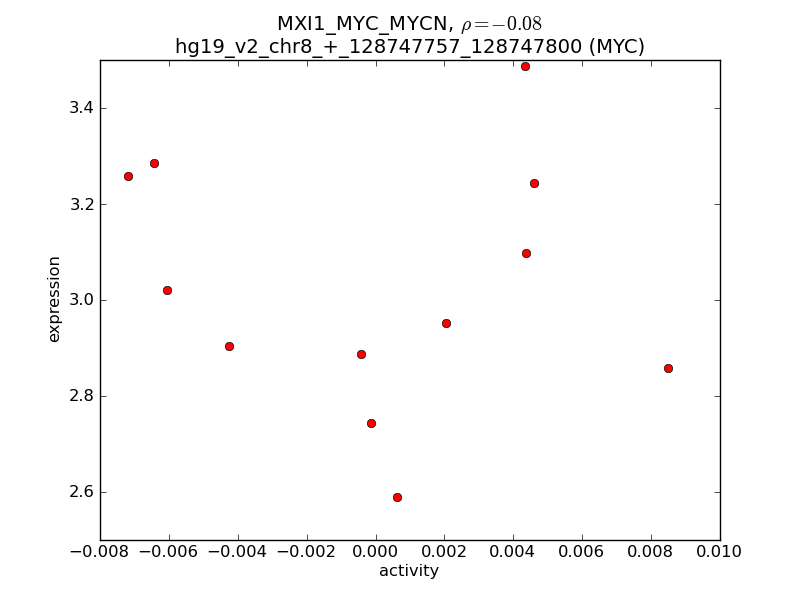 MXI1_MYC_MYCN, ρ=−0.08
hg19_v2_chr8_+_128747757_128747800 (MYC)
3.4
3.2
3.0
2.8
2.6
expression
−0.008 −0.006 −0.004 −0.002 0.000 0.002 0.004 0.006 0.008 0.010
activity